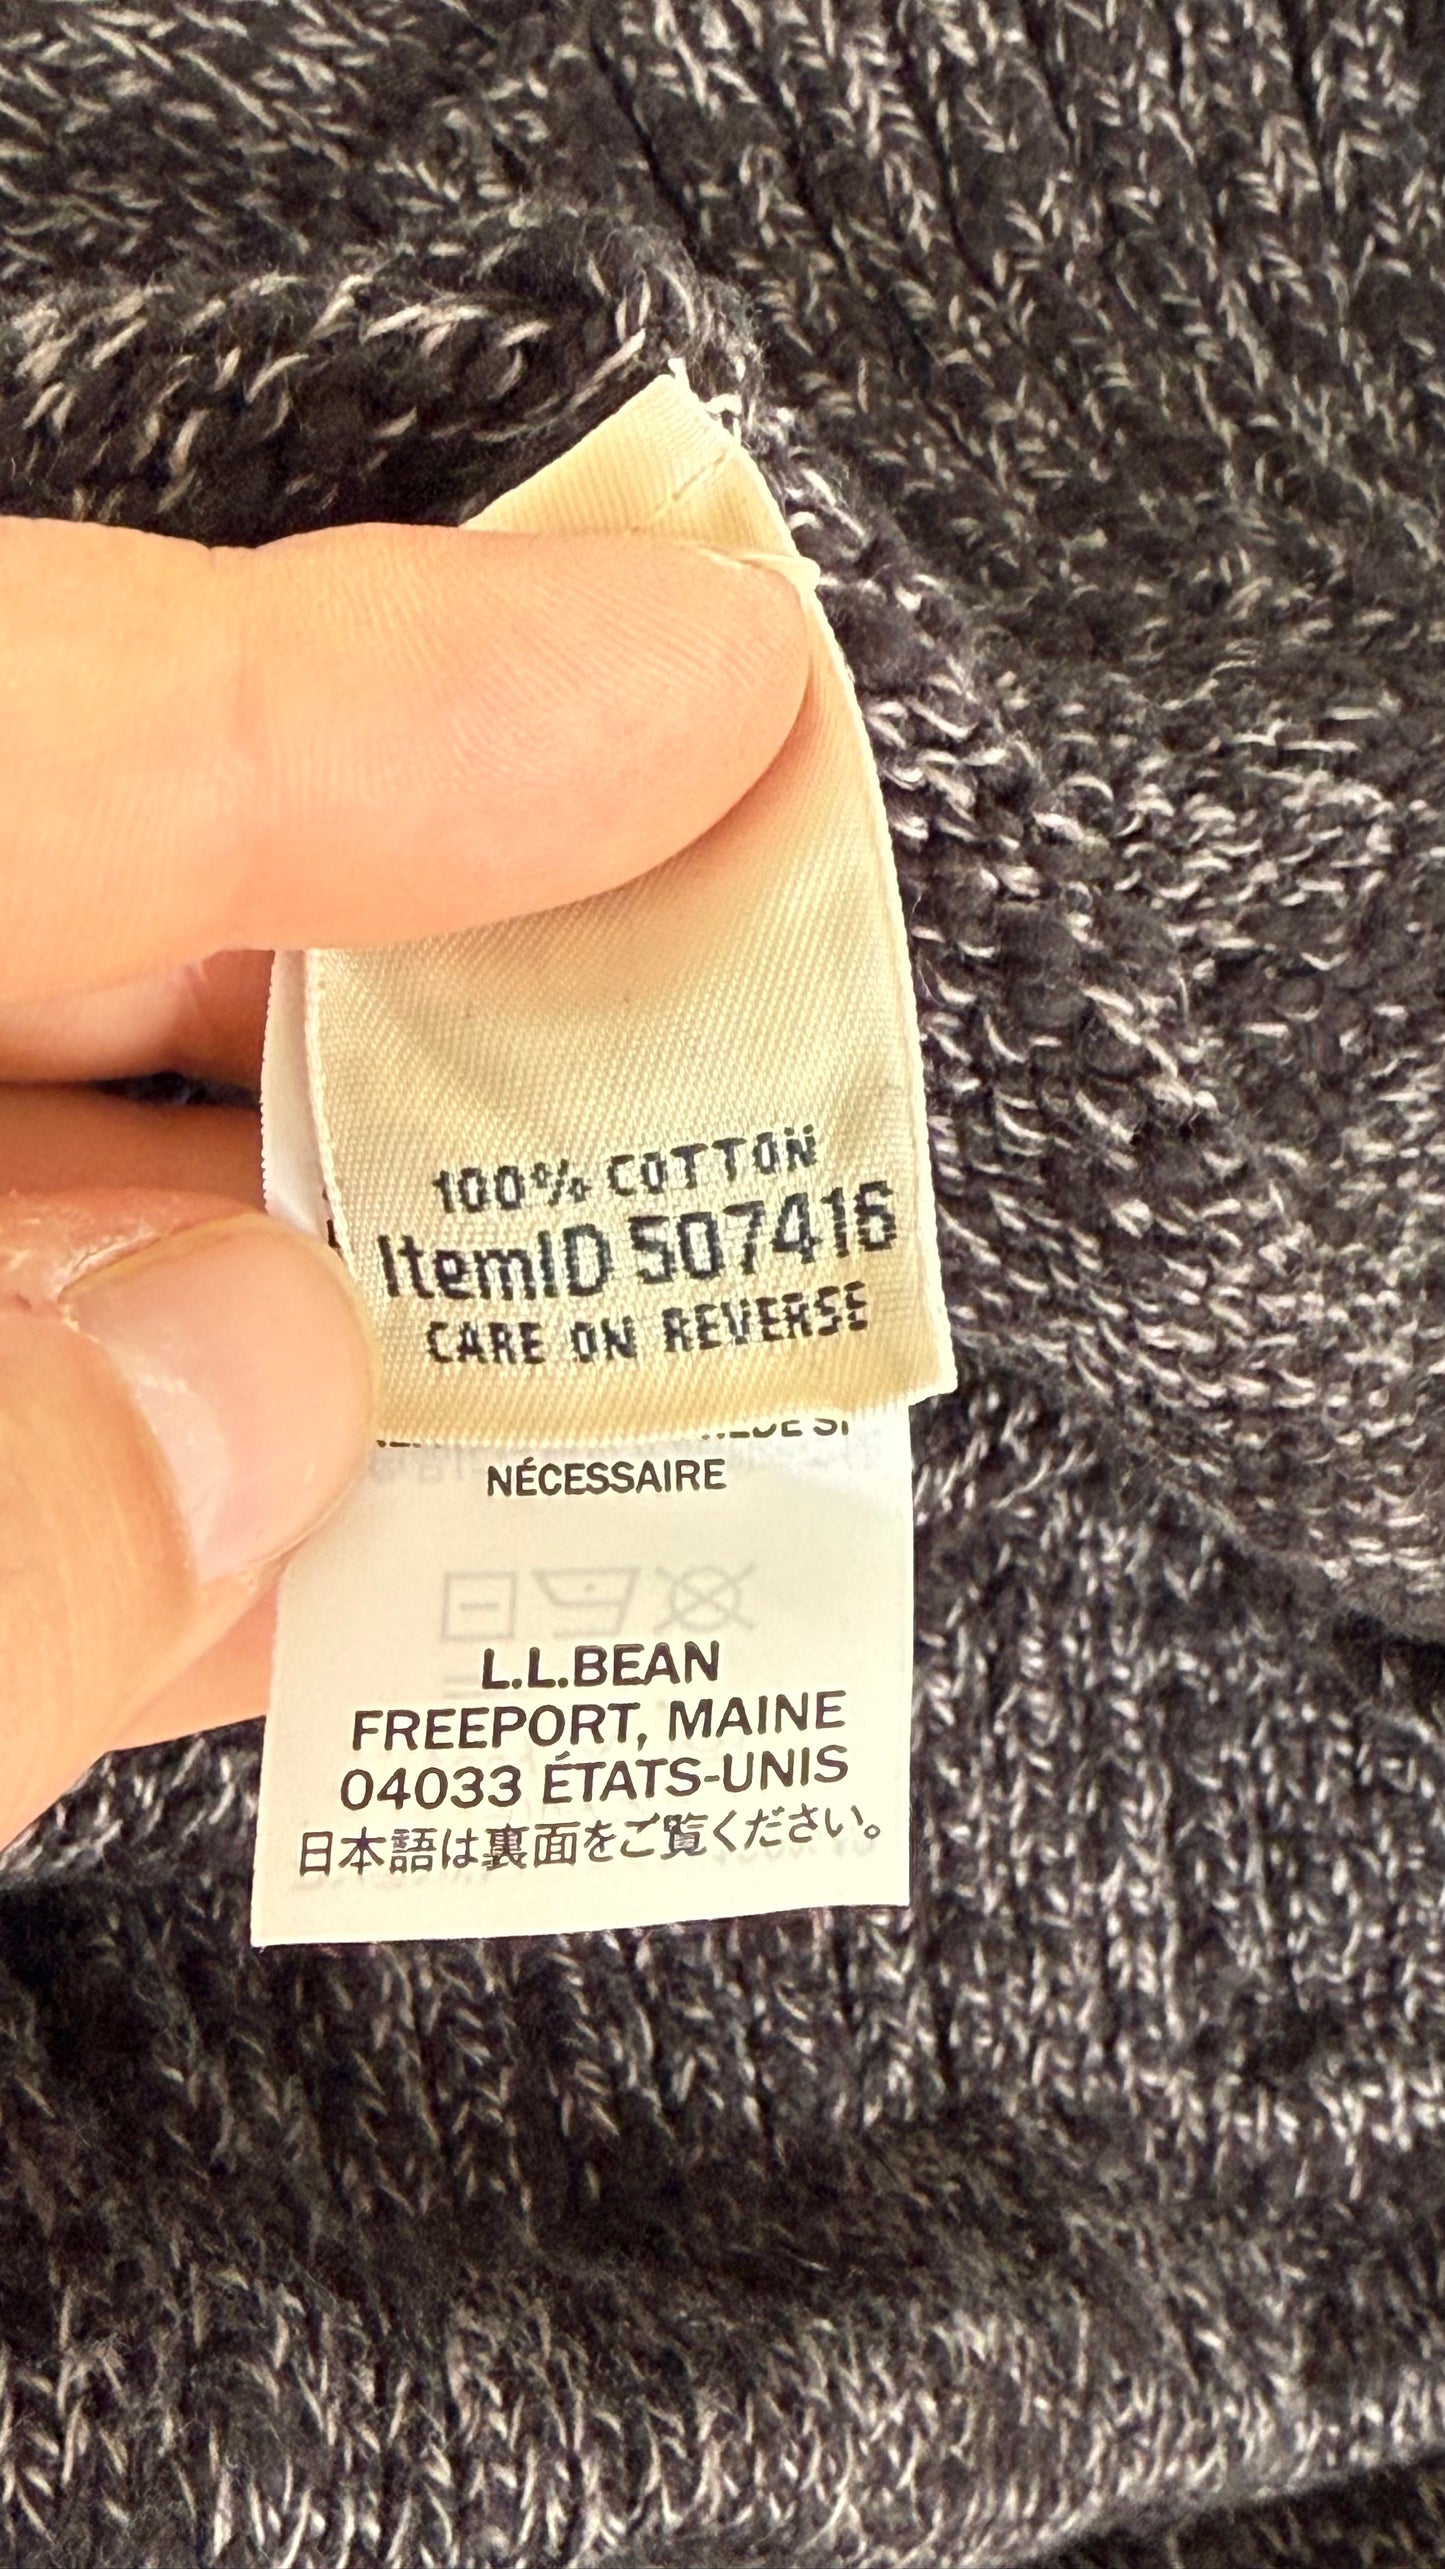 100% COTTON
ItemID 507416
CARE ON REVERSE
NÉCESSAIRE
L.L.BEAN
FREEPORT, MAINE
04033 ÉTATS-UNIS
日本語は裏面をご覧ください。